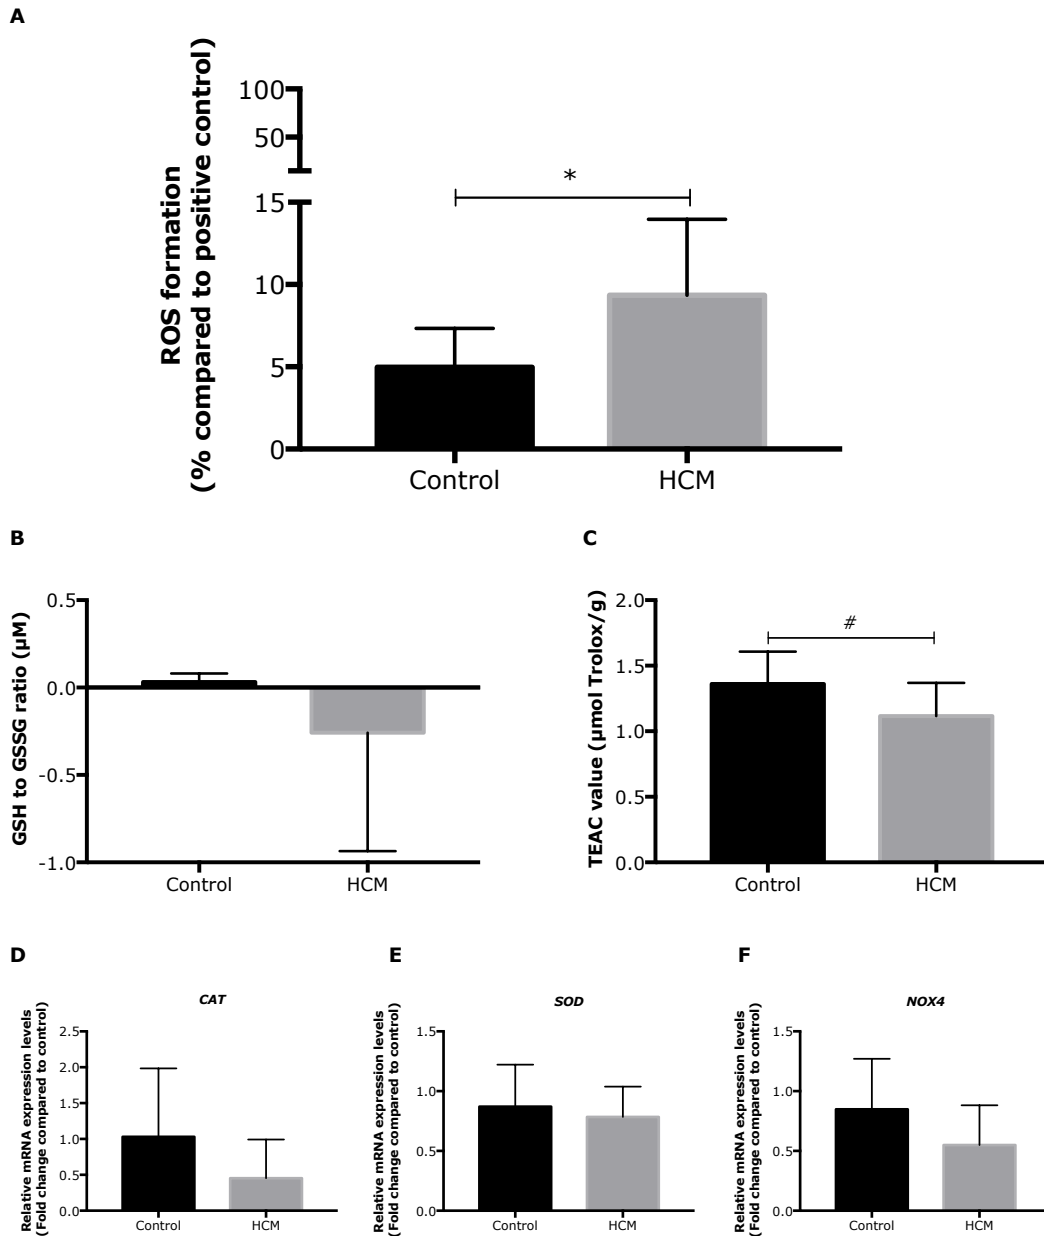 A
ROS formation
(% compared to positive control)
100
50
15
10
5
0
*
Control
HCM
B
GSH to GSSG ratio (µM)
0.5
0.0
-0.5
-1.0
Control
HCM
C
TEAC value (µmol Trolox/g)
2.0
1.5
1.0
0.5
0.0
#
Control
HCM
D
CAT
Relative mRNA expression levels
(Fold change compared to control)
2.5
2.0
1.5
1.0
0.5
0.0
Control
HCM
E
SOD
Relative mRNA expression levels
(Fold change compared to control)
1.5
1.0
0.5
0.0
Control
HCM
F
NOX4
Relative mRNA expression levels
(Fold change compared to control)
1.5
1.0
0.5
0.0
Control
HCM